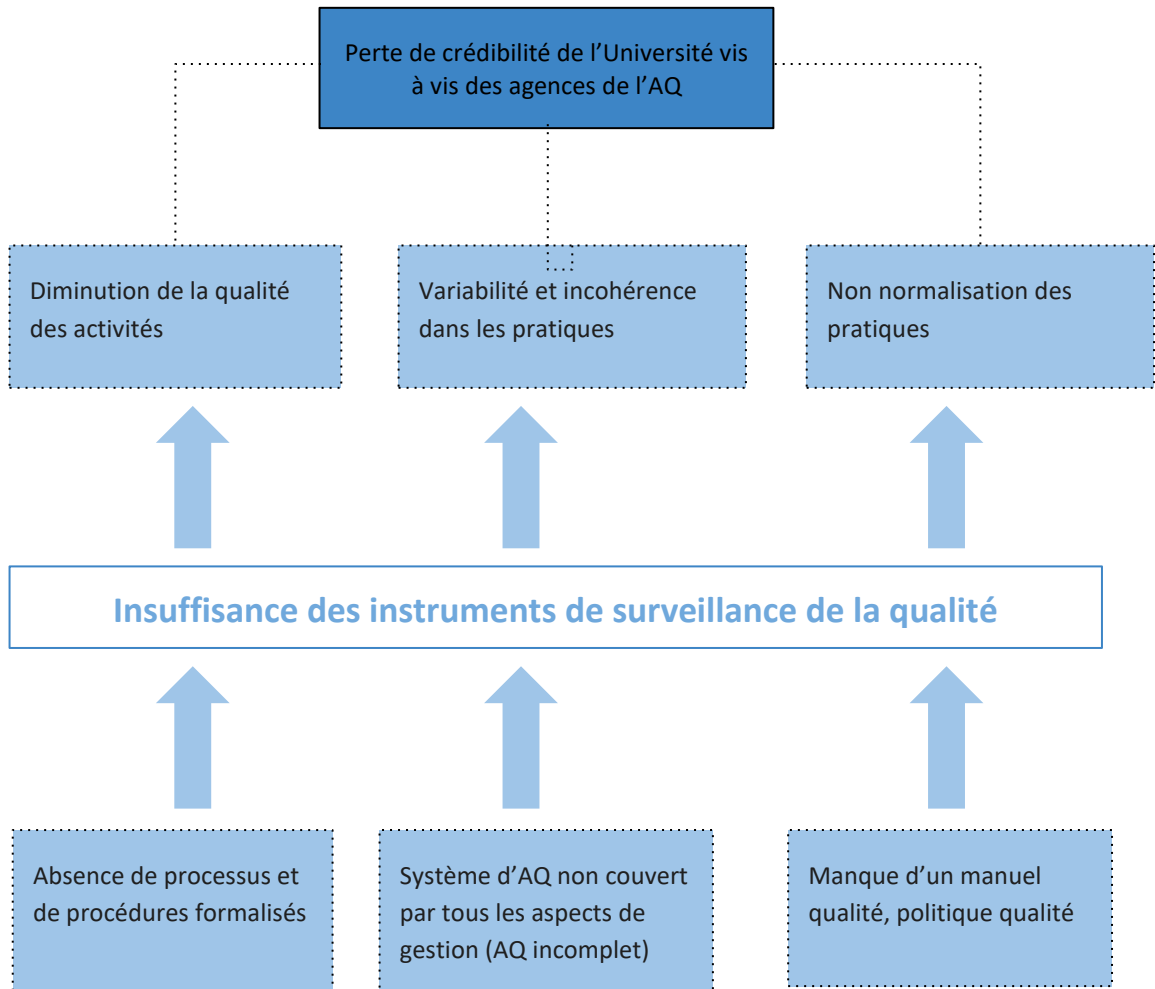 Perte de crédibilité de l’Université vis
à vis des agences de l’AQ
Diminution de la qualité
des activités
Variabilité et incohérence
dans les pratiques
Non normalisation des
pratiques
Insuffisance des instruments de surveillance de la qualité
Absence de processus et
de procédures formalisés
Système d’AQ non couvert
par tous les aspects de
gestion (AQ incomplet)
Manque d’un manuel
qualité, politique qualité